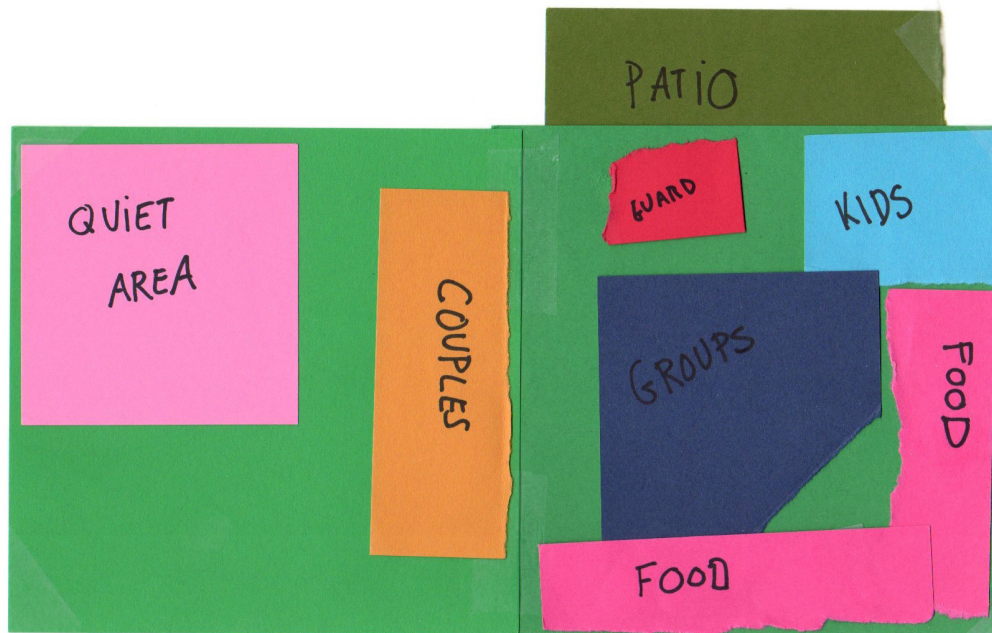 PATIO
QUIET
AREA
GUARD
KIDS
COUPLES
GROUPS
FOOD
FOOD